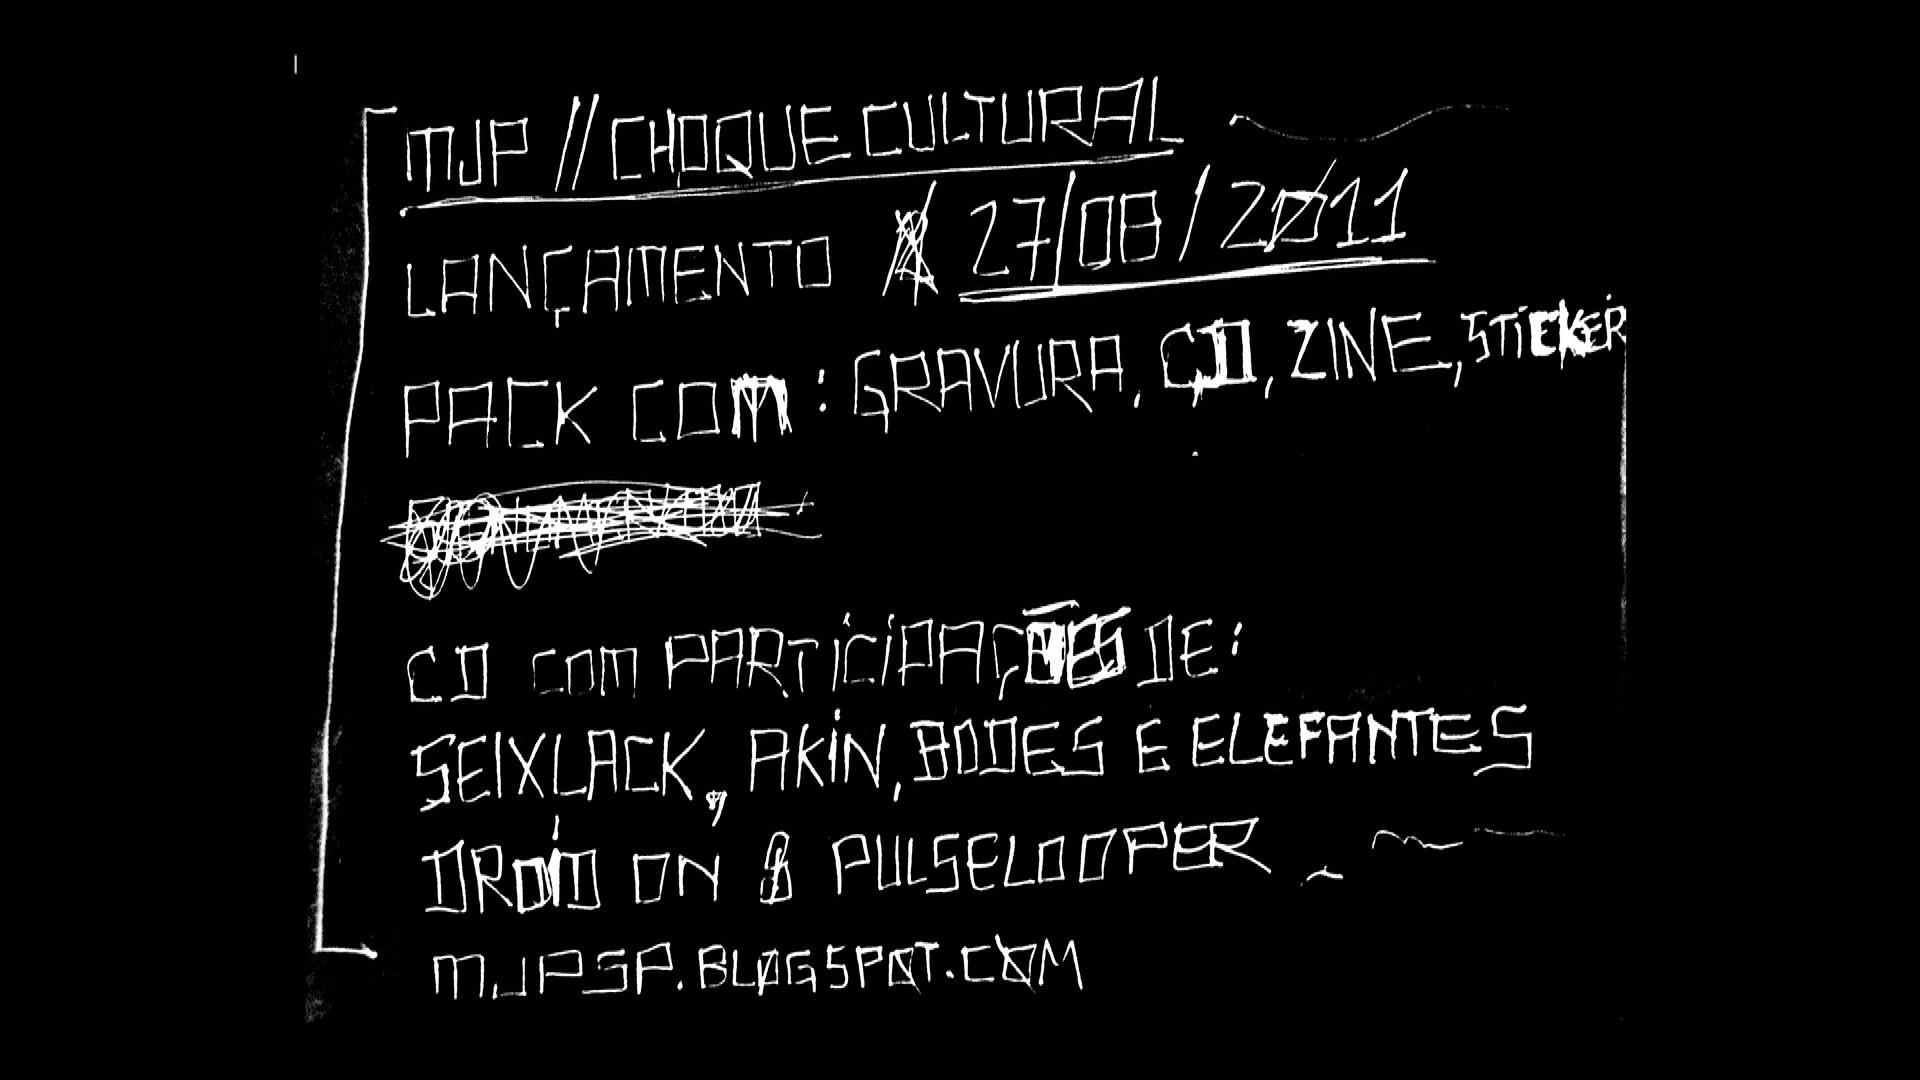 MJP // CHOQUE CULTURAL
LANÇAMENTO 27/08/2011
PACK COM: GRAVURA, CD, ZINE, STiCKER
CD COM PARTiCiPAÇÕES DE:
SEIXLACK, AKiN, BODES E ELEFANTES
DROiD ON & PULSELOOPER
MJPSP.BLOGSPOT.COM